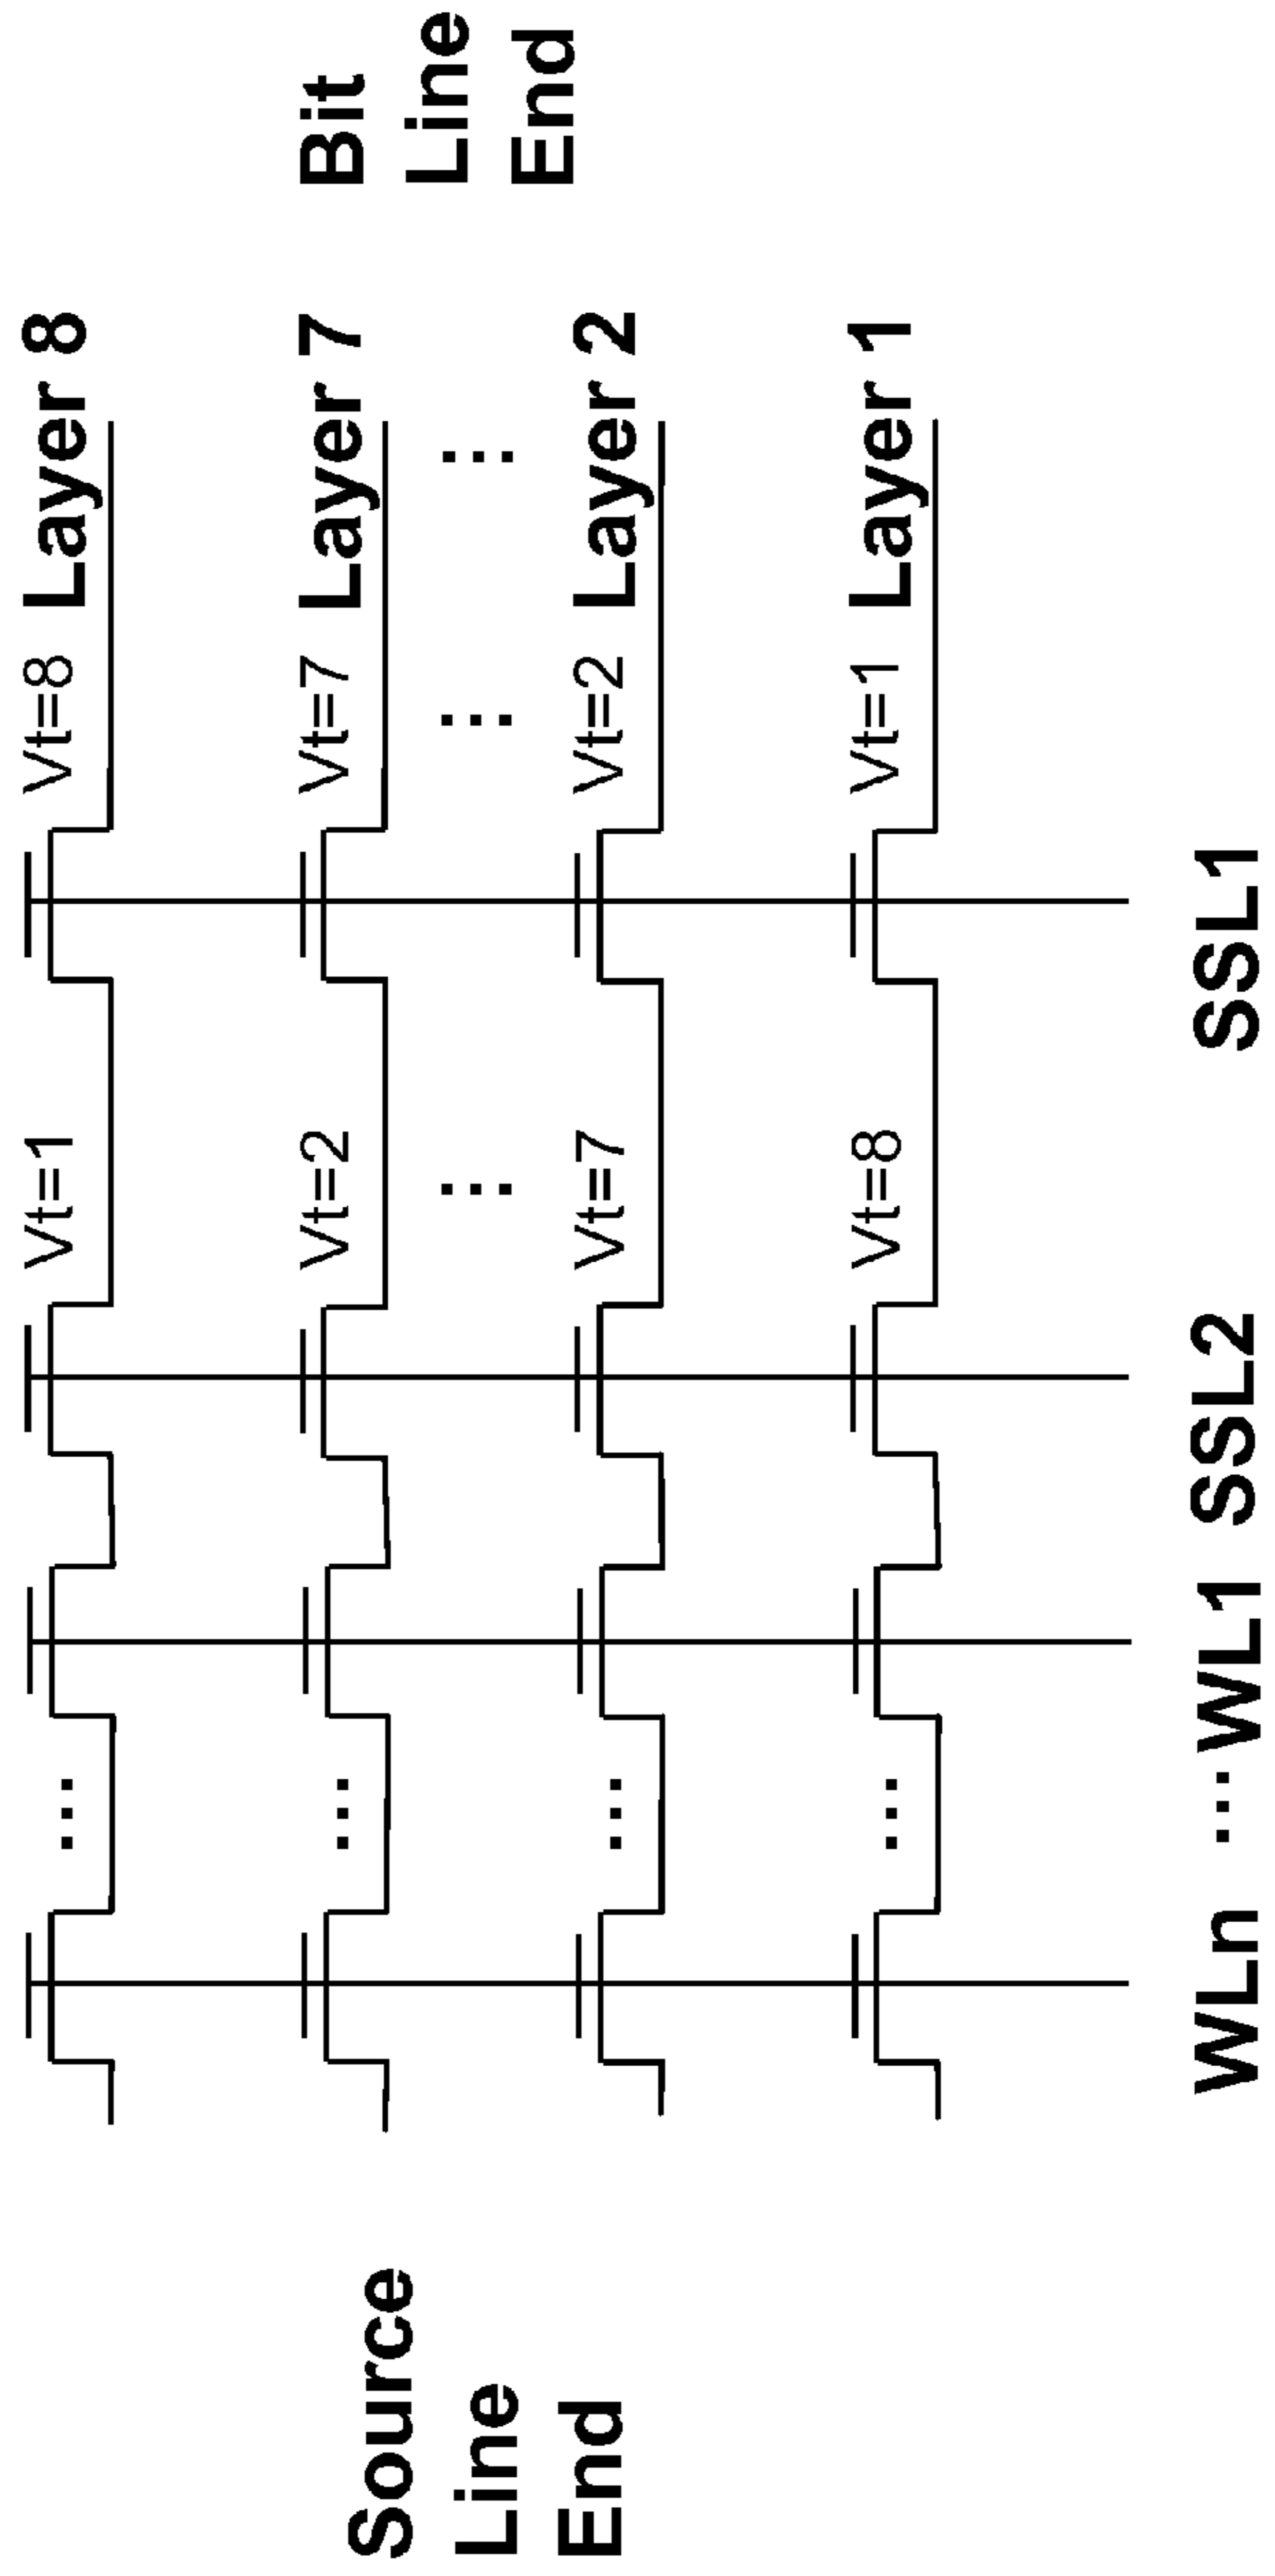 Vt=1 Vt=8 Layer 8
...
Source
Line
End
Vt=2 Vt=7 Layer 7
...
Bit
Line
End
... ... ...
Vt=7 Vt=2 Layer 2
...
Vt=8 Vt=1 Layer 1
...
WLn ... WL1 SSL2 SSL1